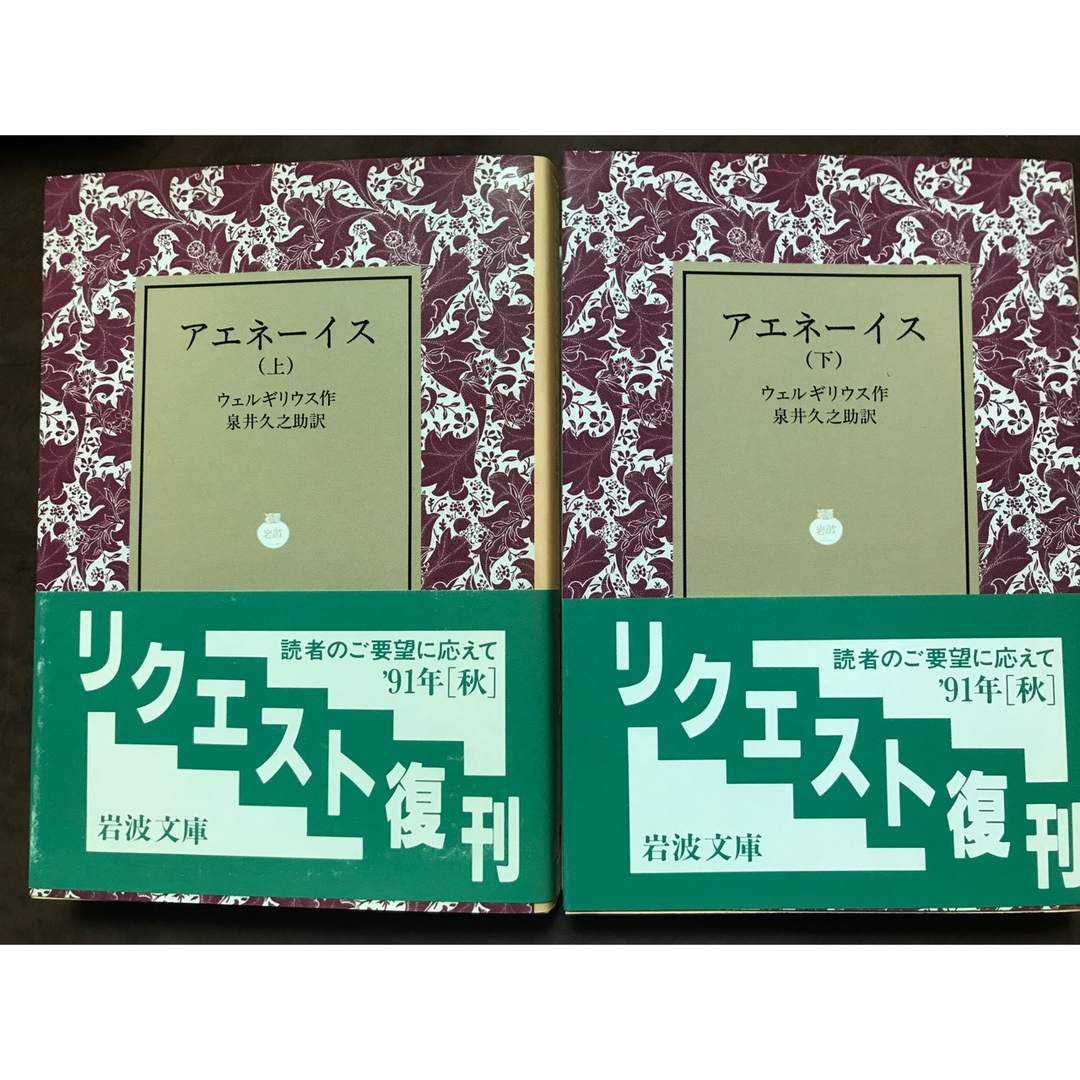 アエネーイス
(上)
ウェルギリウス作
泉井久之助訳
岩波
リクエスト復刊
読者のご要望に応えて
'91年[秋]
岩波文庫
アエネーイス
(下)
ウェルギリウス作
泉井久之助訳
岩波
リクエスト復刊
読者のご要望に応えて
'91年[秋]
岩波文庫